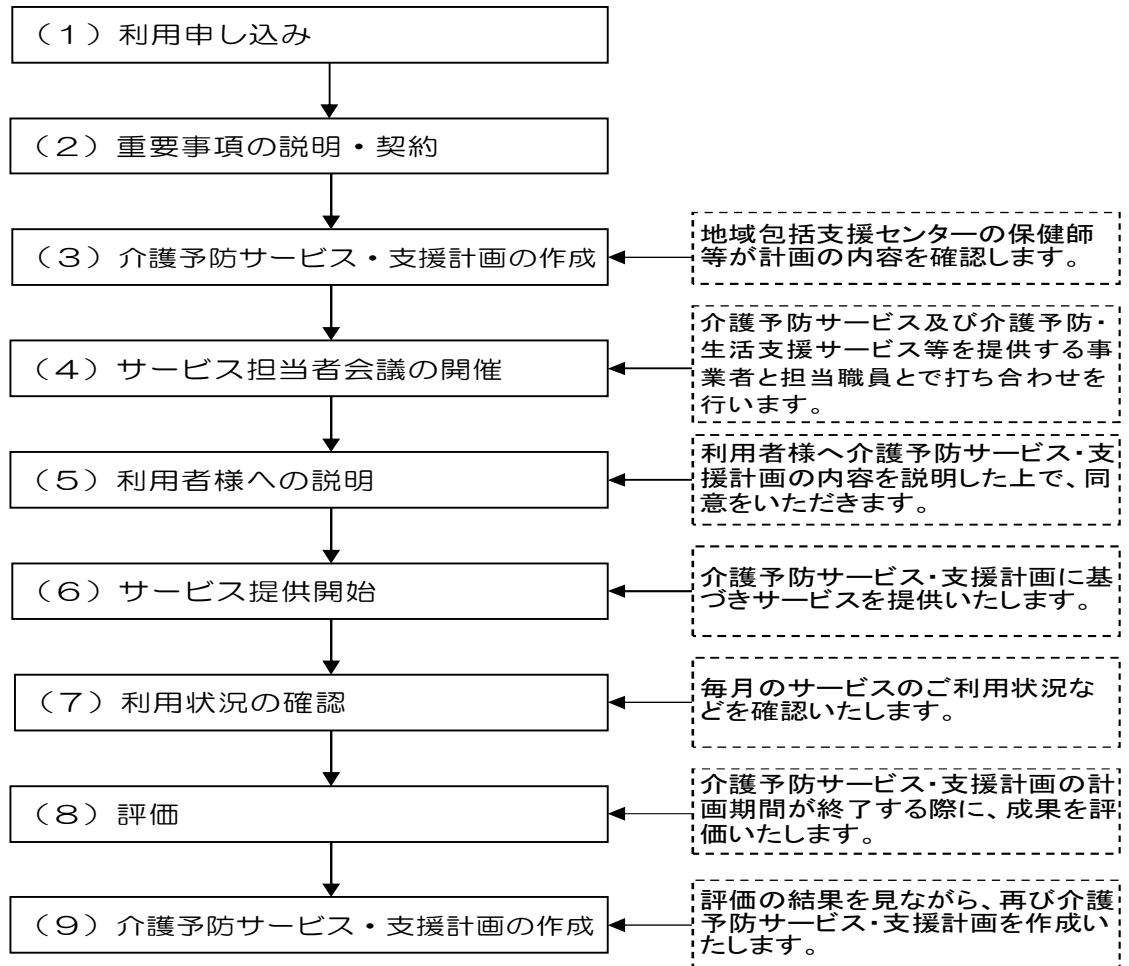 （１）利用申し込み
（２）重要事項の説明・契約
（３）介護予防サービス・支援計画の作成
地域包括支援センターの保健師
等が計画の内容を確認します。
（４）サービス担当者会議の開催
介護予防サービス及び介護予防・
生活支援サービス等を提供する事
業者と担当職員とで打ち合わせを
行います。
（５）利用者様への説明
利用者様へ介護予防サービス・支
援計画の内容を説明した上で、同
意をいただきます。
（６）サービス提供開始
介護予防サービス・支援計画に基
づきサービスを提供いたします。
（７）利用状況の確認
毎月のサービスのご利用状況な
どを確認いたします。
（８）評価
介護予防サービス・支援計画の計
画期間が終了する際に、成果を評
価いたします。
（９）介護予防サービス・支援計画の作成
評価の結果を見ながら、再び介護
予防サービス・支援計画を作成い
たします。